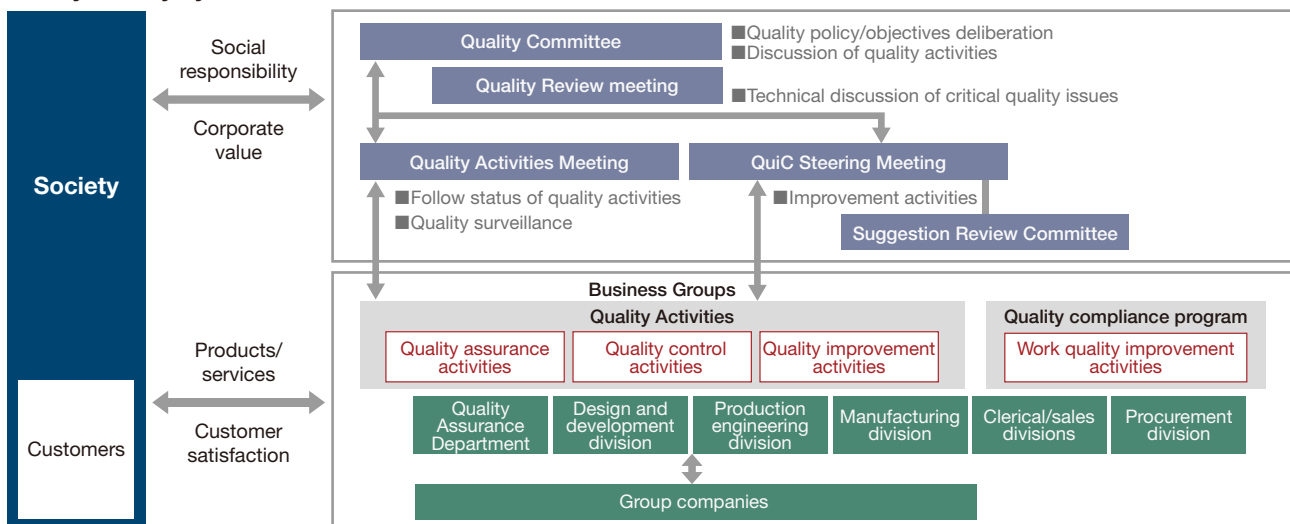 Social
responsibility
Corporate
value
Society
Products/
services
Customer
satisfaction
Customers
Quality Committee
■Quality policy/objectives deliberation
■Discussion of quality activities
Quality Review meeting
■Technical discussion of critical quality issues
Quality Activities Meeting
QuiC Steering Meeting
■Follow status of quality activities
■Quality surveillance
■Improvement activities
Suggestion Review Committee
Business Groups
Quality Activities
Quality compliance program
Quality assurance
activities
Quality control
activities
Quality improvement
activities
Work quality improvement
activities
Quality
Assurance
Department
Design and
development
division
Production
engineering
division
Manufacturing
division
Clerical/sales
divisions
Procurement
division
Group companies